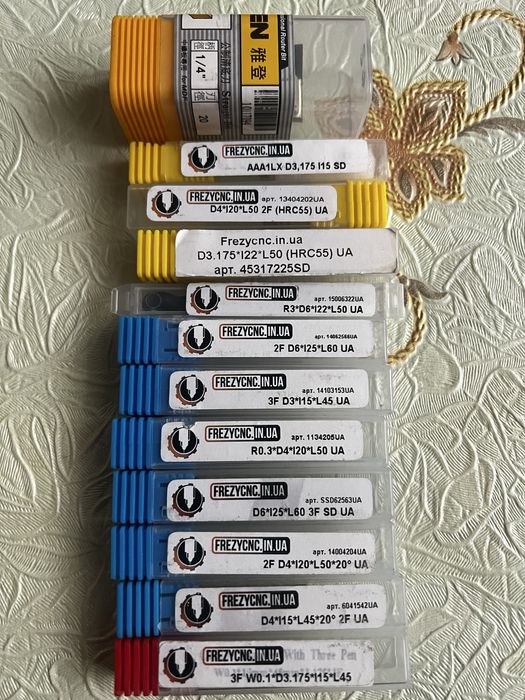 sional Router Bit
EN 雅登
1/4"
20
FREZYCNC.IN.UA
AAA1LX D3,175 I15 SD
FREZYCNC.IN.UA арт. 13404202UA
D4*I20*L50 2F (HRC55) UA
Frezycnc.in.ua
D3.175*I22*L50 (HRC55) UA
арт. 45317225SD
FREZYCNC.IN.UA арт. 15006322UA
R3*D6*I22*L50 UA
FREZYCNC.IN.UA арт. 14062566UA
2F D6*I25*L60 UA
FREZYCNC.IN.UA арт. 14103153UA
3F D3*I15*L45 UA
FREZYCNC.IN.UA арт. 1134205UA
R0.3*D4*I20*L50 UA
FREZYCNC.IN.UA арт. SSD62563UA
D6*I25*L60 3F SD UA
FREZYCNC.IN.UA арт. 14004204UA
2F D4*I20*L50*20° UA
FREZYCNC.IN.UA арт. 6041542UA
D4*I15*L45*20° 2F UA
FREZYCNC.IN.UA With Three Pen
3F W0.1*D3.175*I15*L45